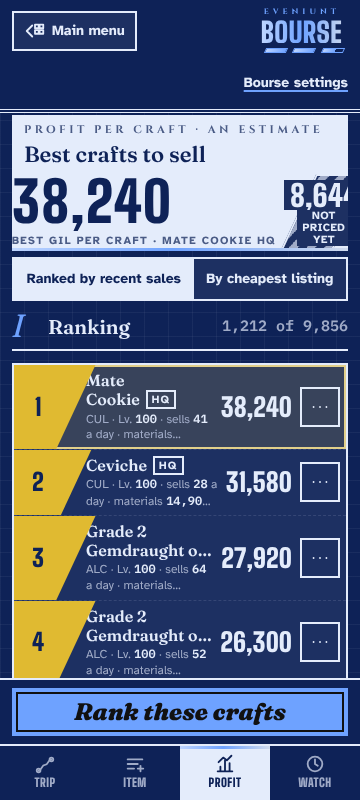 Main menu
EVENIUNT
BOURSE
Bourse settings
PROFIT PER CRAFT · AN ESTIMATE
Best crafts to sell
38,240
BEST GIL PER CRAFT · MATE COOKIE HQ
8,644
NOT
PRICED
YET
Ranked by recent sales
By cheapest listing
I Ranking 1,212 of 9,856
1
Mate
Cookie HQ
CUL · Lv. 100 · sells 41
a day · materials...
38,240
...
2
Ceviche HQ
CUL · Lv. 100 · sells 28 a
day · materials 14,90...
31,580
...
3
Grade 2
Gemdraught o...
ALC · Lv. 100 · sells 64
a day · materials...
27,920
...
4
Grade 2
Gemdraught o...
ALC · Lv. 100 · sells 52
a day · materials...
26,300
...
Rank these crafts
TRIP
ITEM
PROFIT
WATCH